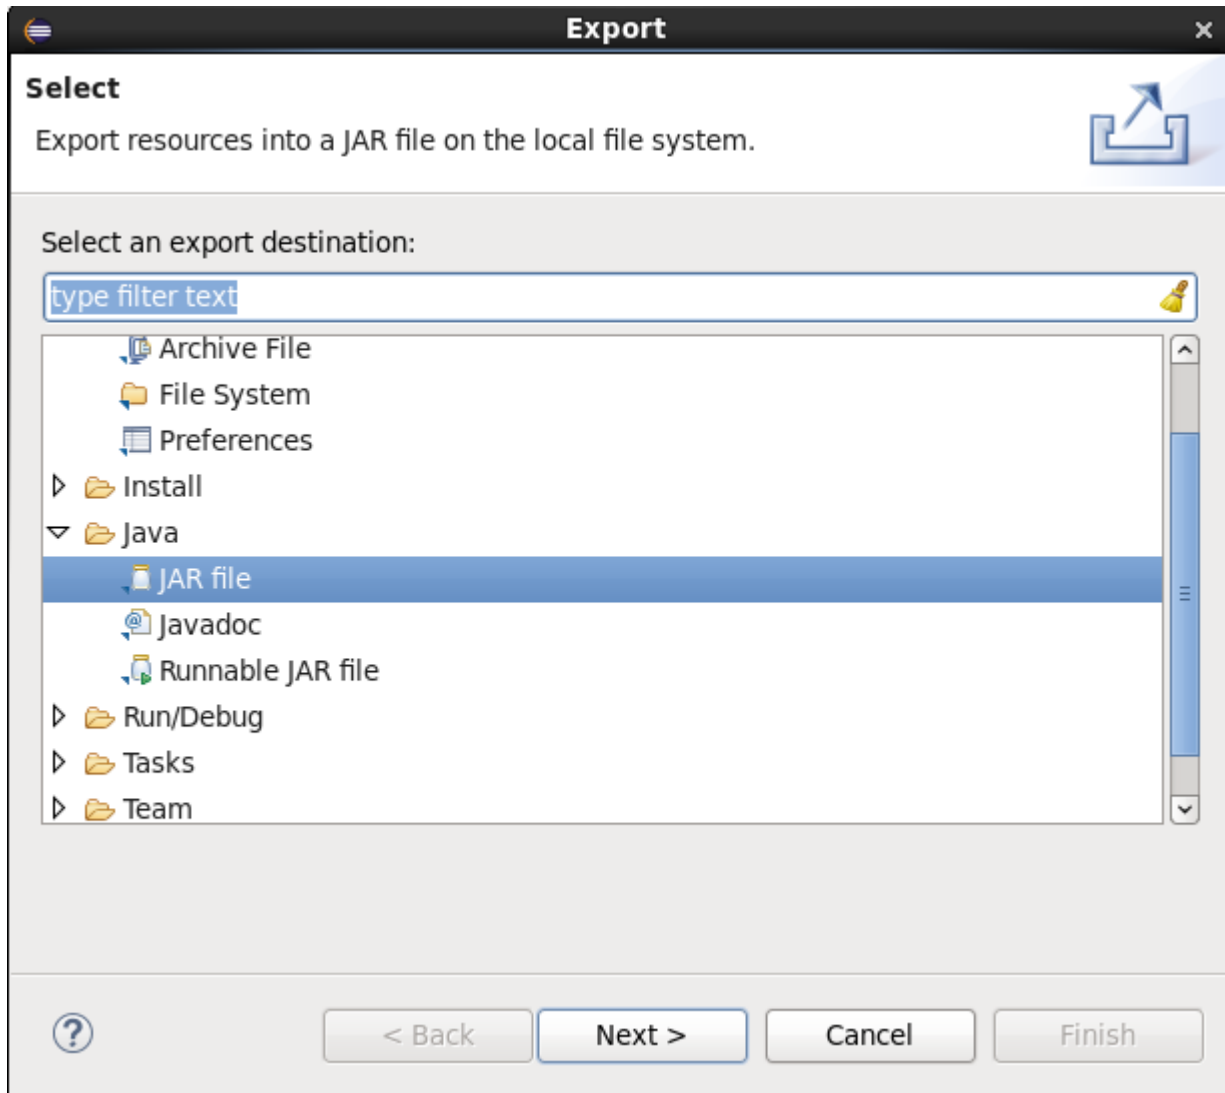 Export
Select
Export resources into a JAR file on the local file system.
Select an export destination:
type filter text
Archive File
File System
Preferences
Install
Java
JAR file
Javadoc
Runnable JAR file
Run/Debug
Tasks
Team
< Back Next > Cancel Finish